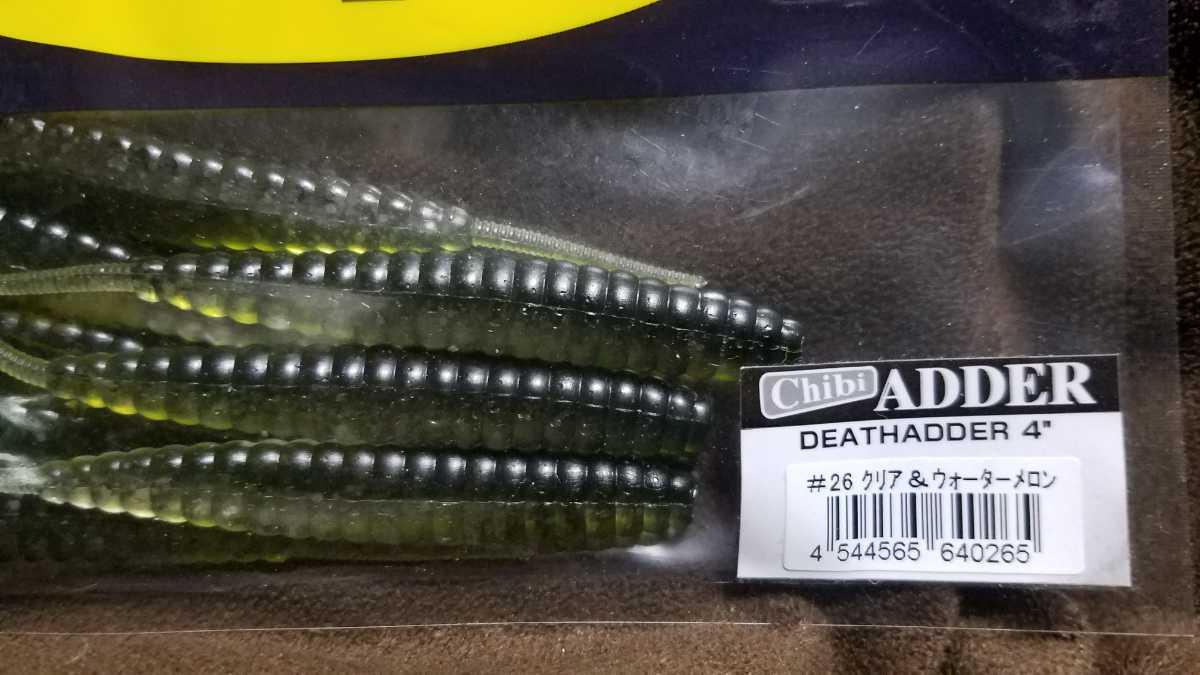 Chibi ADDER
DEATHADDER 4"
#26 クリア&ウォーターメロン
4 544565 640265